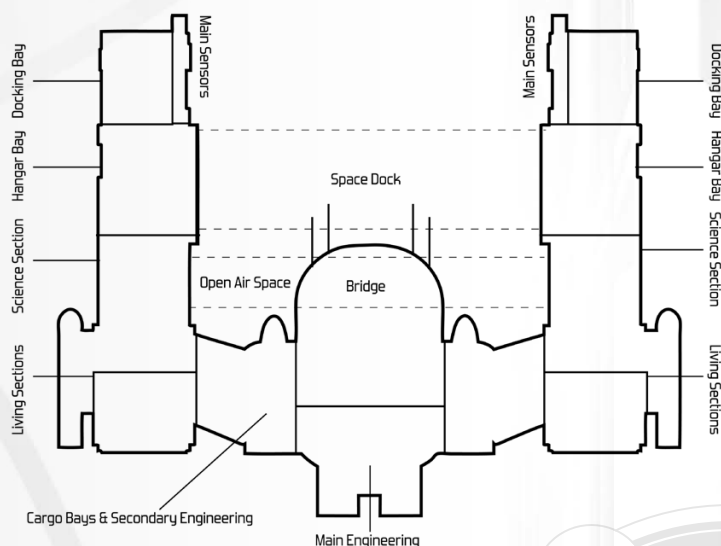 Main Sensors
Main Sensors
Docking Bay
Docking Bay
Hangar Bay
Hangar Bay
Space Dock
Science Section
Science Section
Open Air Space
Bridge
Living Sections
Living Sections
Cargo Bays & Secondary Engineering
Main Engineering